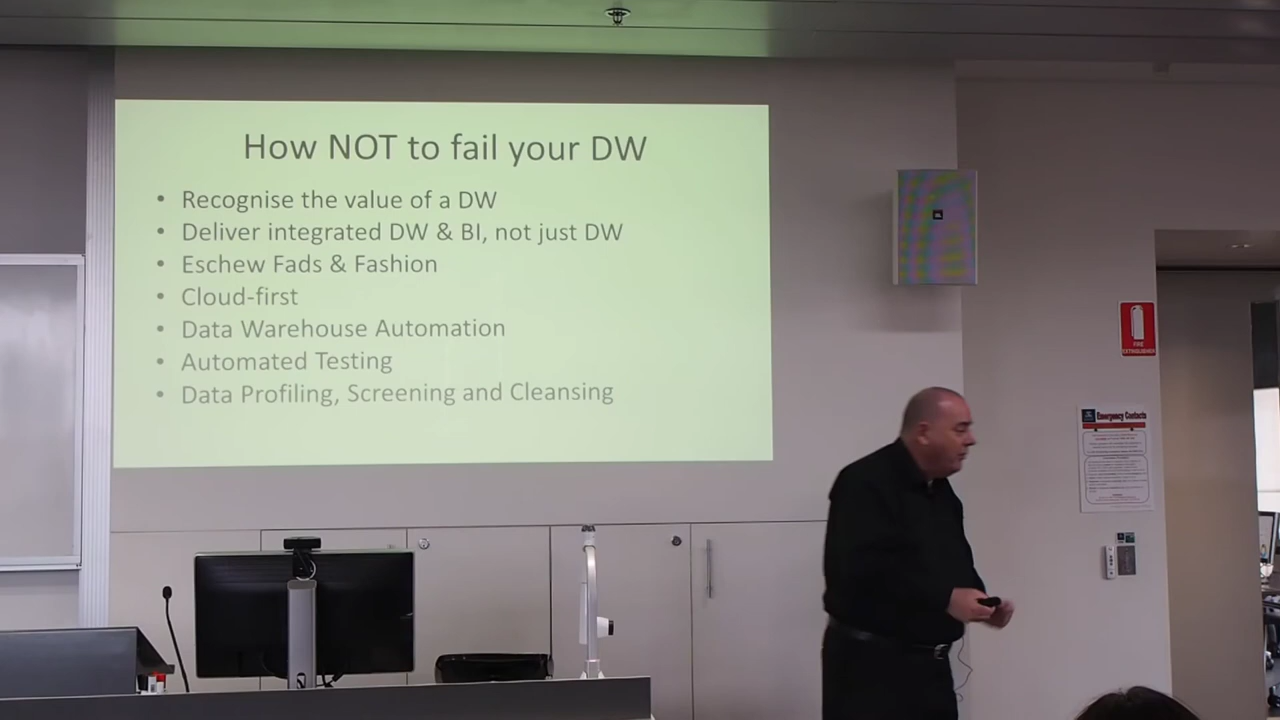 How NOT to fail your DW
• Recognise the value of a DW
• Deliver integrated DW & BI, not just DW
• Eschew Fads & Fashion
• Cloud-first
• Data Warehouse Automation
• Automated Testing
• Data Profiling, Screening and Cleansing
JBL
FIRE
EXTINGUISHER
Emergency Contacts